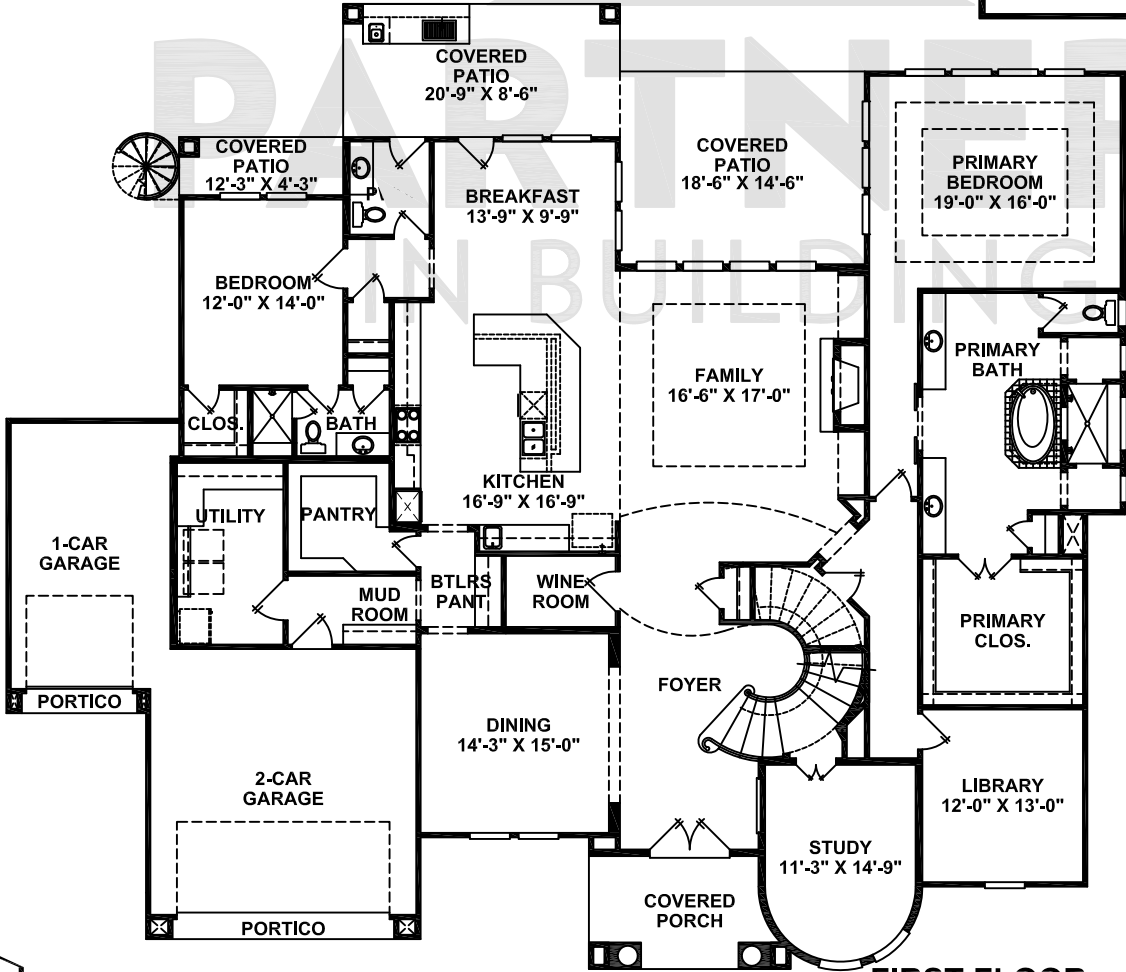 PARTNER
IN BUILDING
COVERED
PATIO
20'-9" X 8'-6"
COVERED
PATIO
12'-3" X 4'-3"
BREAKFAST
13'-9" X 9'-9"
COVERED
PATIO
18'-6" X 14'-6"
PRIMARY
BEDROOM
19'-0" X 16'-0"
BEDROOM
12'-0" X 14'-0"
FAMILY
16'-6" X 17'-0"
PRIMARY
BATH
CLOS.
BATH
KITCHEN
16'-9" X 16'-9"
UTILITY
PANTRY
1-CAR
GARAGE
MUD
ROOM
BTLRS
PANT
WINE
ROOM
PRIMARY
CLOS.
PORTICO
FOYER
DINING
14'-3" X 15'-0"
2-CAR
GARAGE
LIBRARY
12'-0" X 13'-0"
STUDY
11'-3" X 14'-9"
COVERED
PORCH
PORTICO
FIRST FLOOR